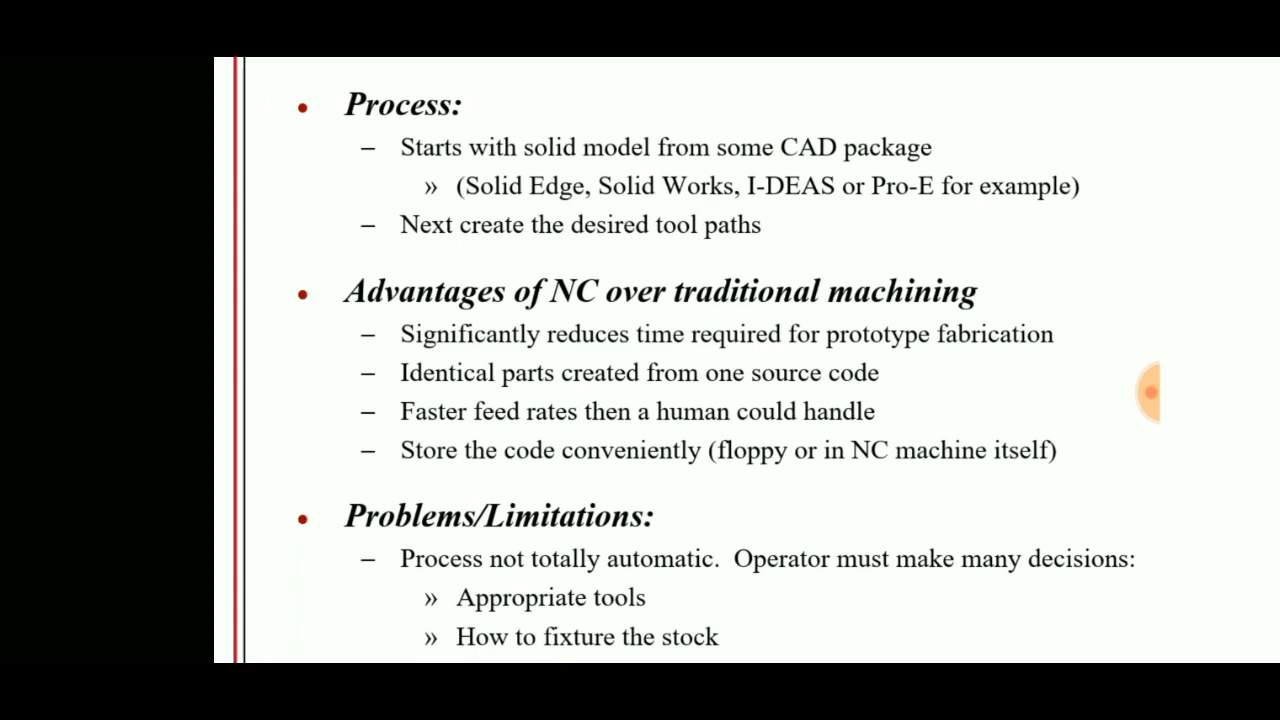 • Process:
– Starts with solid model from some CAD package
» (Solid Edge, Solid Works, I-DEAS or Pro-E for example)
– Next create the desired tool paths
• Advantages of NC over traditional machining
– Significantly reduces time required for prototype fabrication
– Identical parts created from one source code
– Faster feed rates then a human could handle
– Store the code conveniently (floppy or in NC machine itself)
• Problems/Limitations:
– Process not totally automatic.  Operator must make many decisions:
» Appropriate tools
» How to fixture the stock